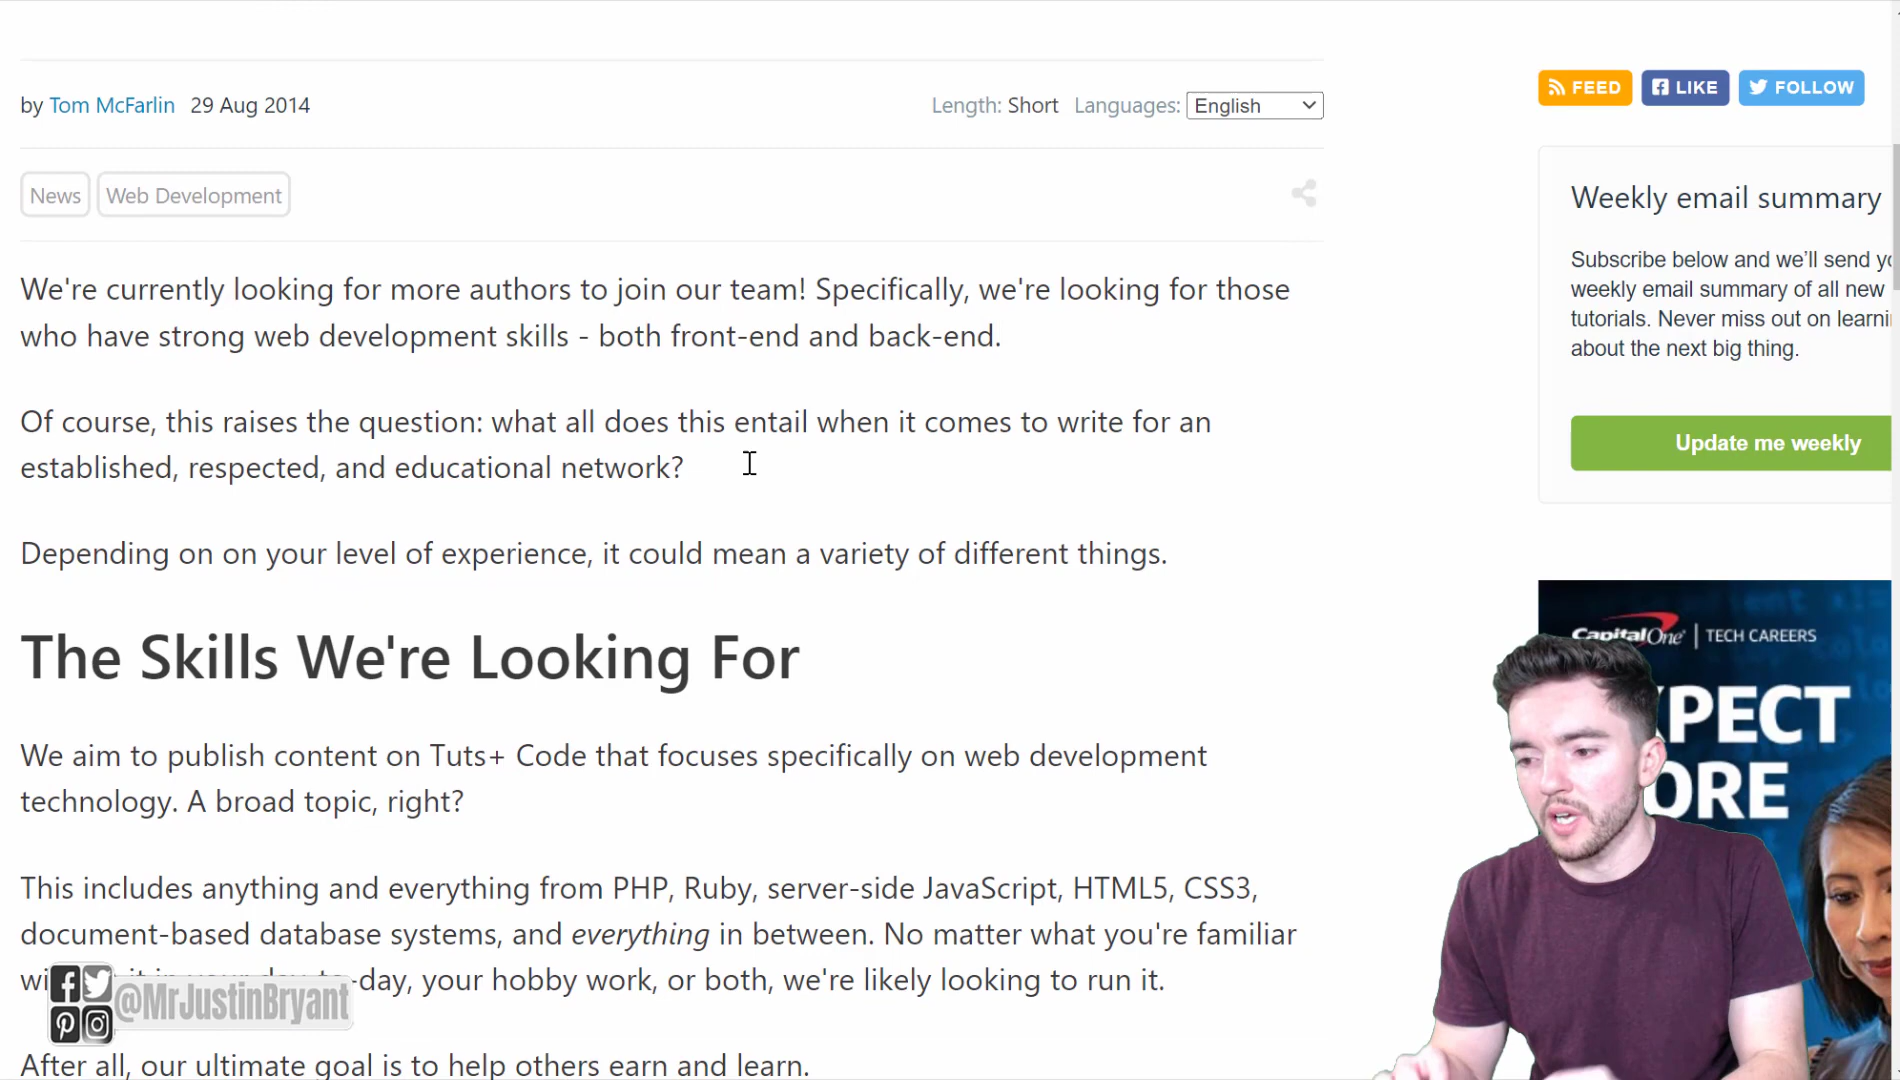 by Tom McFarlin 29 Aug 2014
Length: Short Languages: English
News Web Development
We're currently looking for more authors to join our team! Specifically, we're looking for those
who have strong web development skills - both front-end and back-end.
Of course, this raises the question: what all does this entail when it comes to write for an
established, respected, and educational network?
Depending on on your level of experience, it could mean a variety of different things.
The Skills We're Looking For
We aim to publish content on Tuts+ Code that focuses specifically on web development
technology. A broad topic, right?
This includes anything and everything from PHP, Ruby, server-side JavaScript, HTML5, CSS3,
document-based database systems, and everything in between. No matter what you're familiar
-day, your hobby work, or both, we're likely looking to run it.
After all, our ultimate goal is to help others earn and learn.
@MrJustinBryant
FEED LIKE FOLLOW
Weekly email summary
Subscribe below and we'll send
weekly email summary of all new
tutorials. Never miss out on
about the next big thing.
Update me weekly
CapitalOne TECH CAREERS